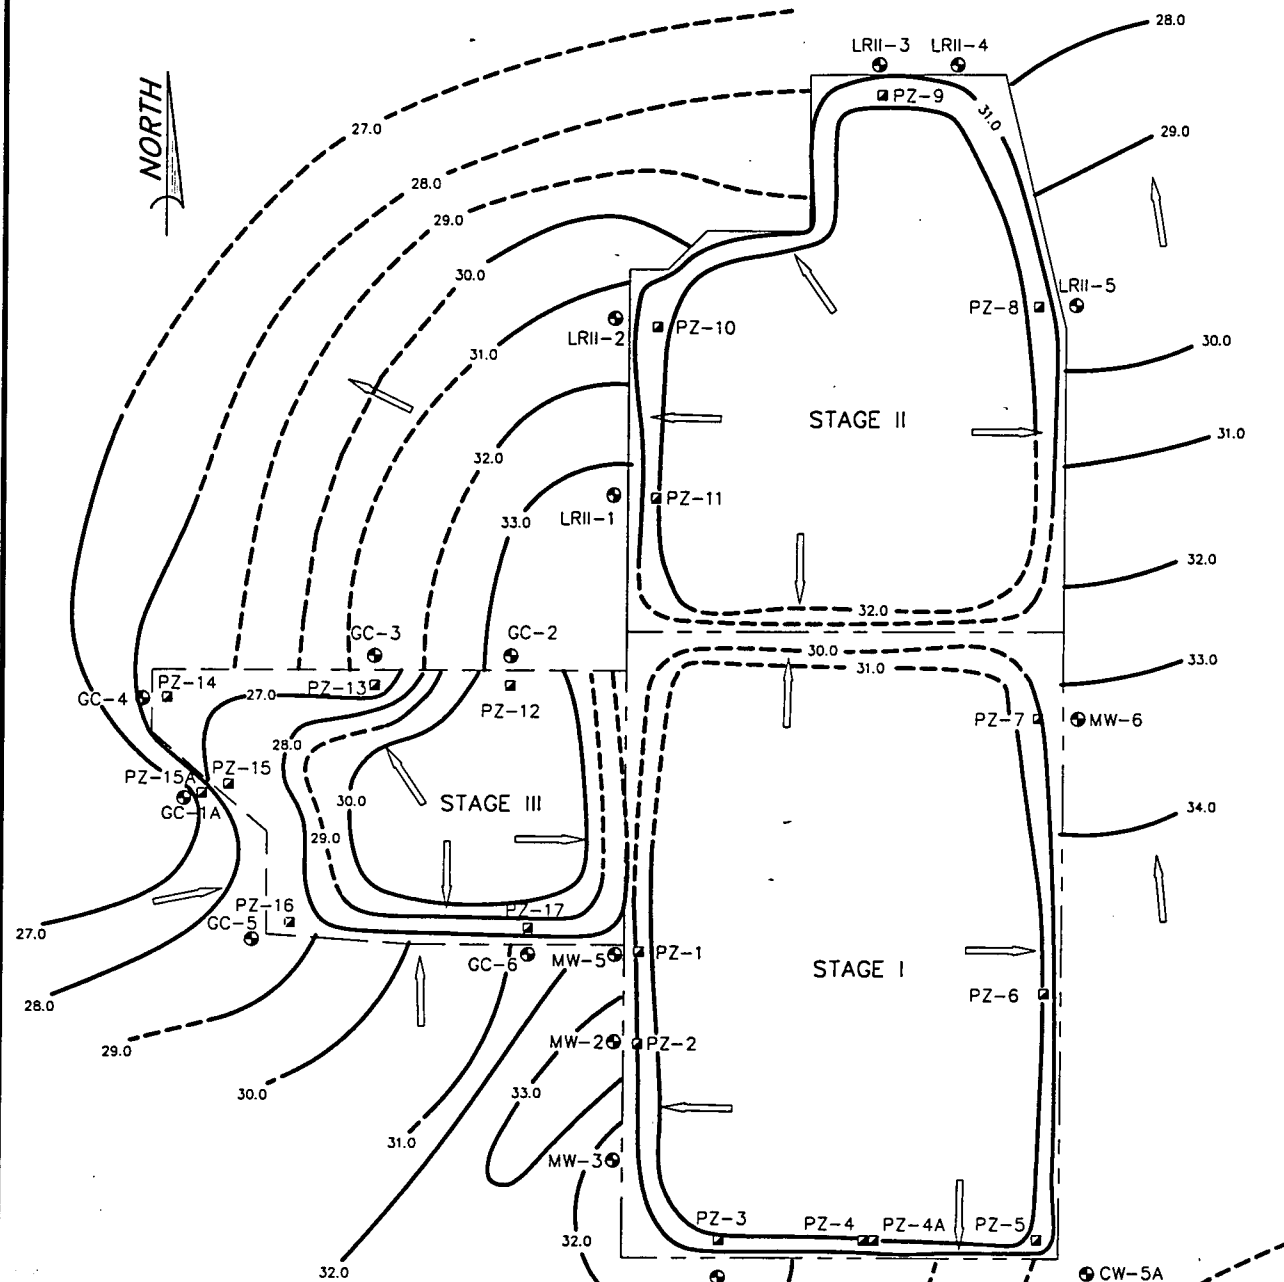 28.0
LRII-3
LRII-4
NORTH
PZ-9
27.0
31.0
29.0
28.0
29.0
30.0
LRII-5
PZ-8
PZ-10
LRII-2
30.0
31.0
STAGE II
31.0
32.0
PZ-11
LRII-1
33.0
32.0
32.0
GC-3
GC-2
30.0
31.0
33.0
PZ-14
GC-4
27.0
PZ-13
PZ-12
PZ-7
MW-6
28.0
PZ-15A
PZ-15
GC-1A
30.0
STAGE III
34.0
29.0
PZ-16
GC-5
PZ-17
27.0
GC-6
MW-5
PZ-1
STAGE I
PZ-6
28.0
29.0
MW-2
PZ-2
30.0
33.0
31.0
MW-3
PZ-3
PZ-4
PZ-4A
PZ-5
32.0
32.0
CW-5A